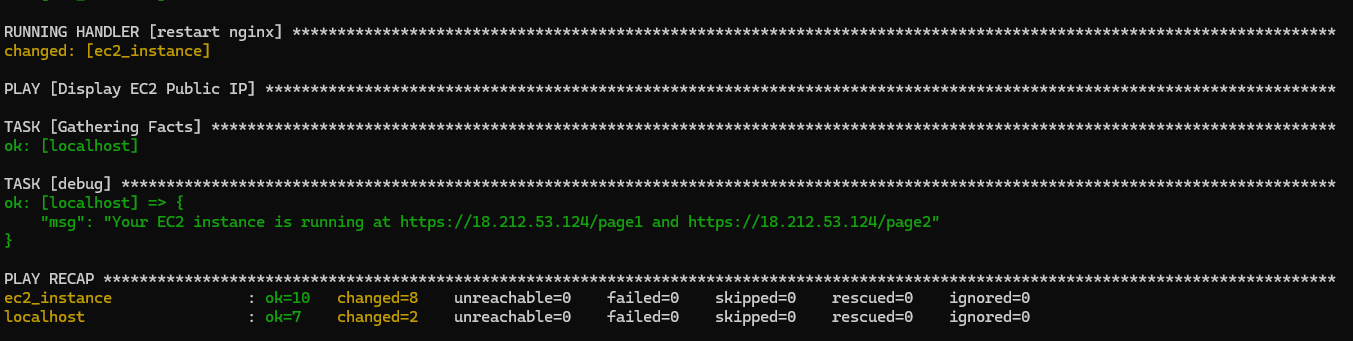 RUNNING HANDLER [restart nginx] ********************************************************************************************************************
changed: [ec2_instance]
PLAY [Display EC2 Public IP] ***********************************************************************************************************************
TASK [Gathering Facts] *****************************************************************************************************************************
ok: [localhost]
TASK [debug] ***************************************************************************************************************************************
ok: [localhost] => {
    "msg": "Your EC2 instance is running at https://18.212.53.124/page1 and https://18.212.53.124/page2"
}
PLAY RECAP *****************************************************************************************************************************************
ec2_instance               : ok=10   changed=8    unreachable=0    failed=0    skipped=0    rescued=0    ignored=0
localhost                  : ok=7    changed=2    unreachable=0    failed=0    skipped=0    rescued=0    ignored=0